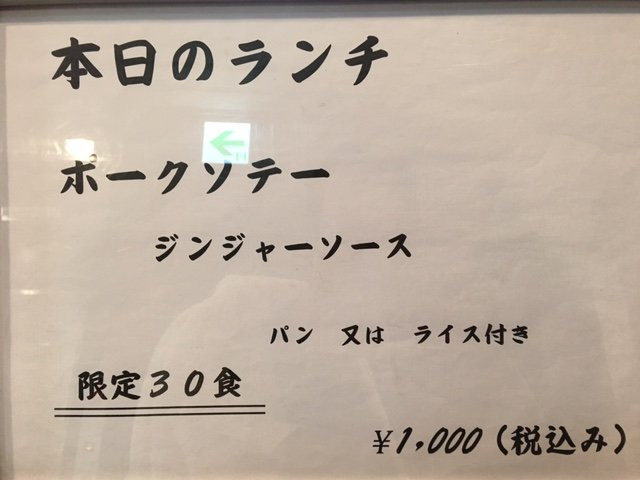 本日のランチ
ポークソテー
ジンジャーソース
パン 又は ライス付き
限定30食
¥1,000(税込み)